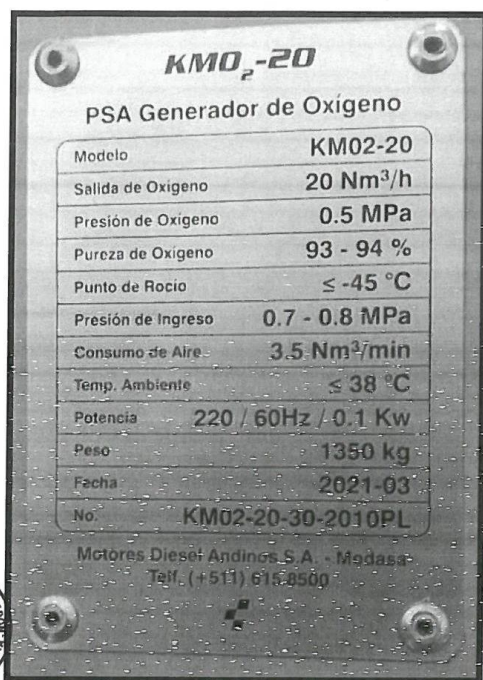 KMO₂-20
PSA Generador de Oxígeno
Modelo KM02-20
Salida de Oxigeno 20 Nm³/h
Presión de Oxigeno 0.5 MPa
Pureza de Oxigeno 93 - 94 %
Punto de Rocio ≤ -45 °C
Presión de Ingreso 0.7 - 0.8 MPa
Consumo de Aire 3.5 Nm³/min
Temp. Ambiente ≤ 38 °C
Potencia 220 / 60Hz / 0.1 Kw
Peso 1350 kg
Fecha 2021-03
No. KM02-20-30-2010PL
Motores Diesel Andinos S.A. - Modasa
Telf. (+511) 615-8500